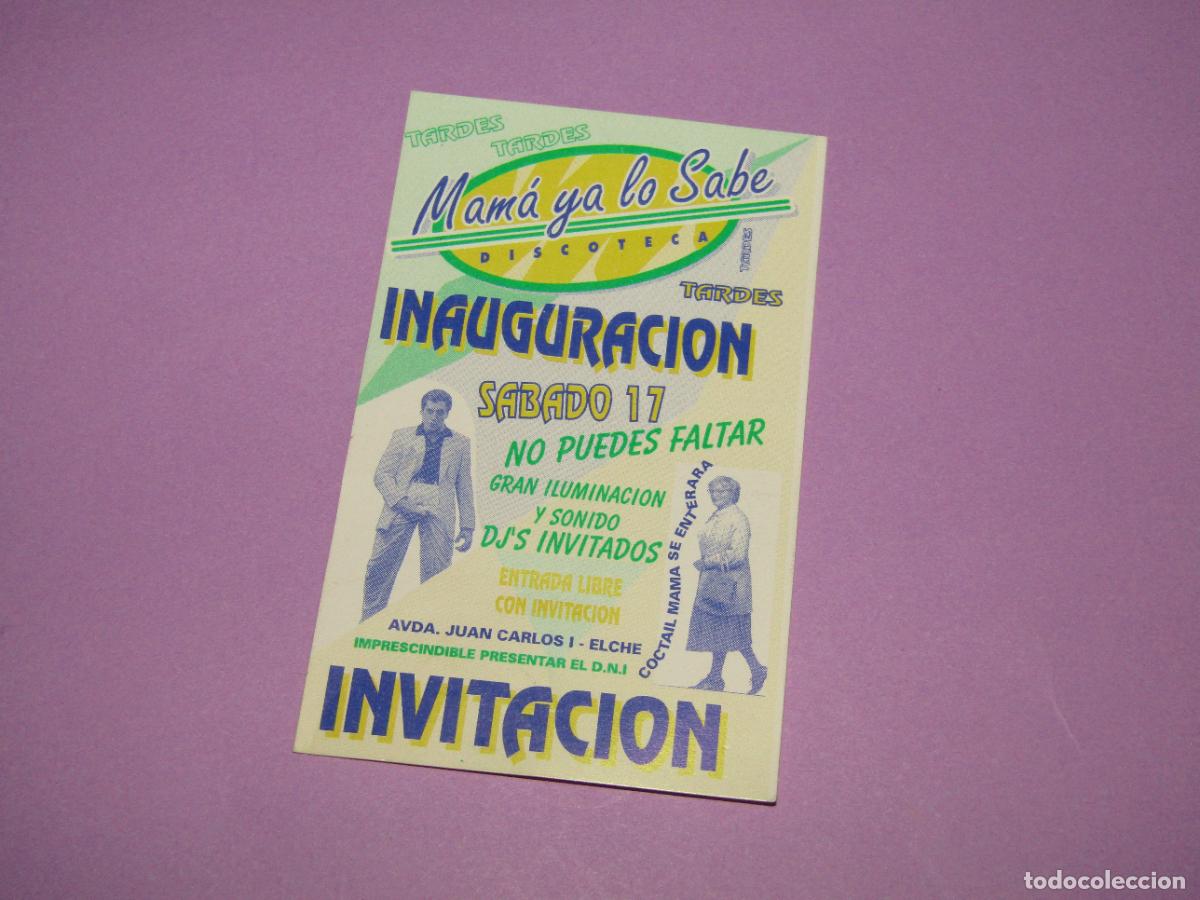 TARDES
TARDES
Mamá ya lo Sabe
DISCOTECA
TARDES
TARDES
INAUGURACION
SABADO 17
NO PUEDES FALTAR
GRAN ILUMINACION
Y SONIDO
DJ'S INVITADOS
COCTAIL MAMA SE ENTERARA
ENTRADA LIBRE
CON INVITACION
AVDA. JUAN CARLOS I - ELCHE
IMPRESCINDIBLE PRESENTAR EL D.N.I
INVITACION
todocoleccion